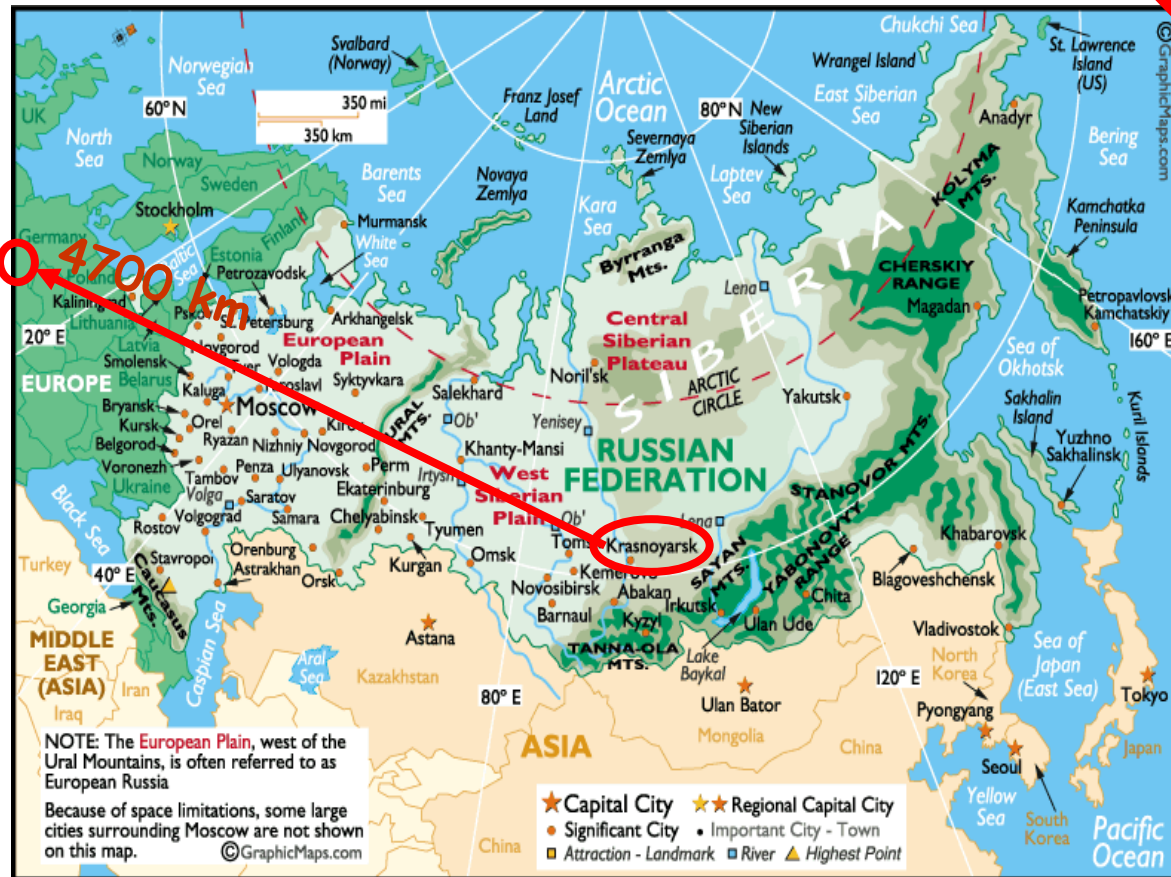 Chukchi Sea
St. Lawrence
Island
(US)
©GraphicMaps.com
Svalbard
(Norway)
Norwegian
Sea
Wrangel Island
Arctic
Ocean
80°N
New
Siberian
Islands
East Siberian
Sea
Franz Josef
Land
Severnaya
Zemlya
Anadyr
Bering
Sea
UK
60°N
350 mi
350 km
North
Sea
Norway
Sweden
Finland
Barents
Sea
Novaya
Zemlya
Kara
Sea
Laptev
Sea
KOLYMA
MTS.
Kamchatka
Peninsula
Stockholm
Murmansk
White
Sea
Byrranga
Mts.
Lena
CHERSKIY
RANGE
Magadan
Petropavlovsk
Kamchatskiy
160°E
Germany
4700 km
Baltic
Sea
Estonia
Petrozavodsk
Poland
Kaliningrad
Lithuania
Latvia
St. Petersburg
Arkhangelsk
20° E
Novgorod
European
Plain
Central
Siberian
Plateau
SIBERIA
Sea of
Okhotsk
Smolensk
Vologda
Syktyvkara
Salekhard
Noril'sk
ARCTIC
CIRCLE
Yakutsk
Sakhalin
Island
Kuril Islands
EUROPE
Belarus
Kaluga
Moscow
Bryansk
Orel
Kursk
Ryazan
Nizhniy Novgorod
URAL
MTS.
Ob'
Yenisey
RUSSIAN
FEDERATION
Yuzhno
Sakhalinsk
Belgorod
Voronezh
Ukraine
Tambov
Penza
Ulyanovsk
Perm
Ekaterinburg
Khanty-Mansi
Irtysh
West
Siberian
Plain
Ob'
STANOVOR MTS.
Black Sea
Volga
Saratov
Samara
Chelyabinsk
Tyumen
Lena
Khabarovsk
Rostov
Volgograd
Krasnoyarsk
SAYAN
MTS.
YABONOVYY
RANGE
Turkey
Stavropoi
Orenburg
Astrakhan
Orsk
Kurgan
Omsk
Kemerovo
Novosibirsk
Abakan
Irkutsk
Chita
Blagoveshchensk
40° E
Caucasus
Mts.
Georgia
Barnaul
Kyzyl
Ulan Ude
Vladivostok
MIDDLE
EAST
(ASIA)
Caspian Sea
Astana
TANNA-OLA
MTS.
Lake
Baykal
North
Korea
Sea of
Japan
(East Sea)
Iran
Aral
Sea
Kazakhstan
80° E
Ulan Bator
120° E
Tokyo
Iraq
ASIA
Mongolia
China
Pyongyang
Japan
Seoul
NOTE: The European Plain, west of the
Ural Mountains, is often referred to as
European Russia
Because of space limitations, some large
cities surrounding Moscow are not shown
on this map.
©GraphicMaps.com
China
Capital City
Regional Capital City
Significant City
Important City - Town
Attraction - Landmark
River
Highest Point
Yellow
Sea
South
Korea
Pacific
Ocean